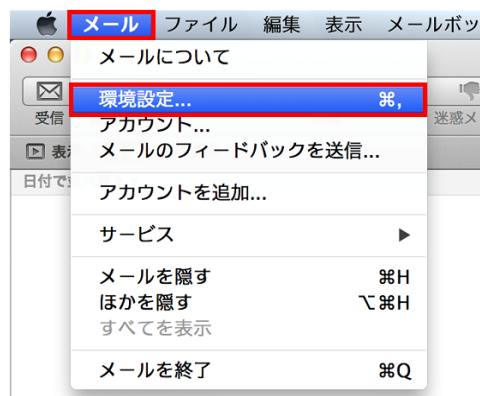 メール ファイル 編集 表示 メールボッ
メールについて
環境設定... ⌘,
アカウント...
メールのフィードバックを送信...
アカウントを追加...
サービス ▶
メールを隠す ⌘H
ほかを隠す ⌥⌘H
すべてを表示
メールを終了 ⌘Q
受信
迷惑メ
表
日付で